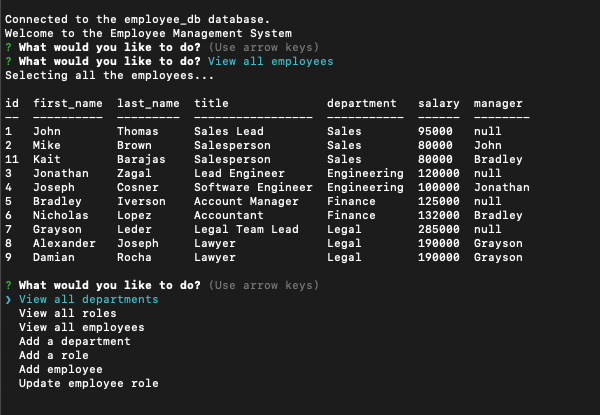 Connected to the employee_db database.
Welcome to the Employee Management System
? What would you like to do? (Use arrow keys)
? What would you like to do? View all employees
Selecting all the employees...
id  first_name  last_name  title              department   salary  manager
--  ----------  ---------  -----------------  -----------  ------  --------
1   John        Thomas     Sales Lead         Sales        95000   null
2   Mike        Brown      Salesperson        Sales        80000   John
11  Kait        Barajas    Salesperson        Sales        80000   Bradley
3   Jonathan    Zagal      Lead Engineer      Engineering  120000  null
4   Joseph      Cosner     Software Engineer  Engineering  100000  Jonathan
5   Bradley     Iverson    Account Manager    Finance      125000  null
6   Nicholas    Lopez      Accountant         Finance      132000  Bradley
7   Grayson     Leder      Legal Team Lead    Legal        285000  null
8   Alexander   Joseph     Lawyer             Legal        190000  Grayson
9   Damian      Rocha      Lawyer             Legal        190000  Grayson
? What would you like to do? (Use arrow keys)
❯ View all departments
  View all roles
  View all employees
  Add a department
  Add a role
  Add employee
  Update employee role